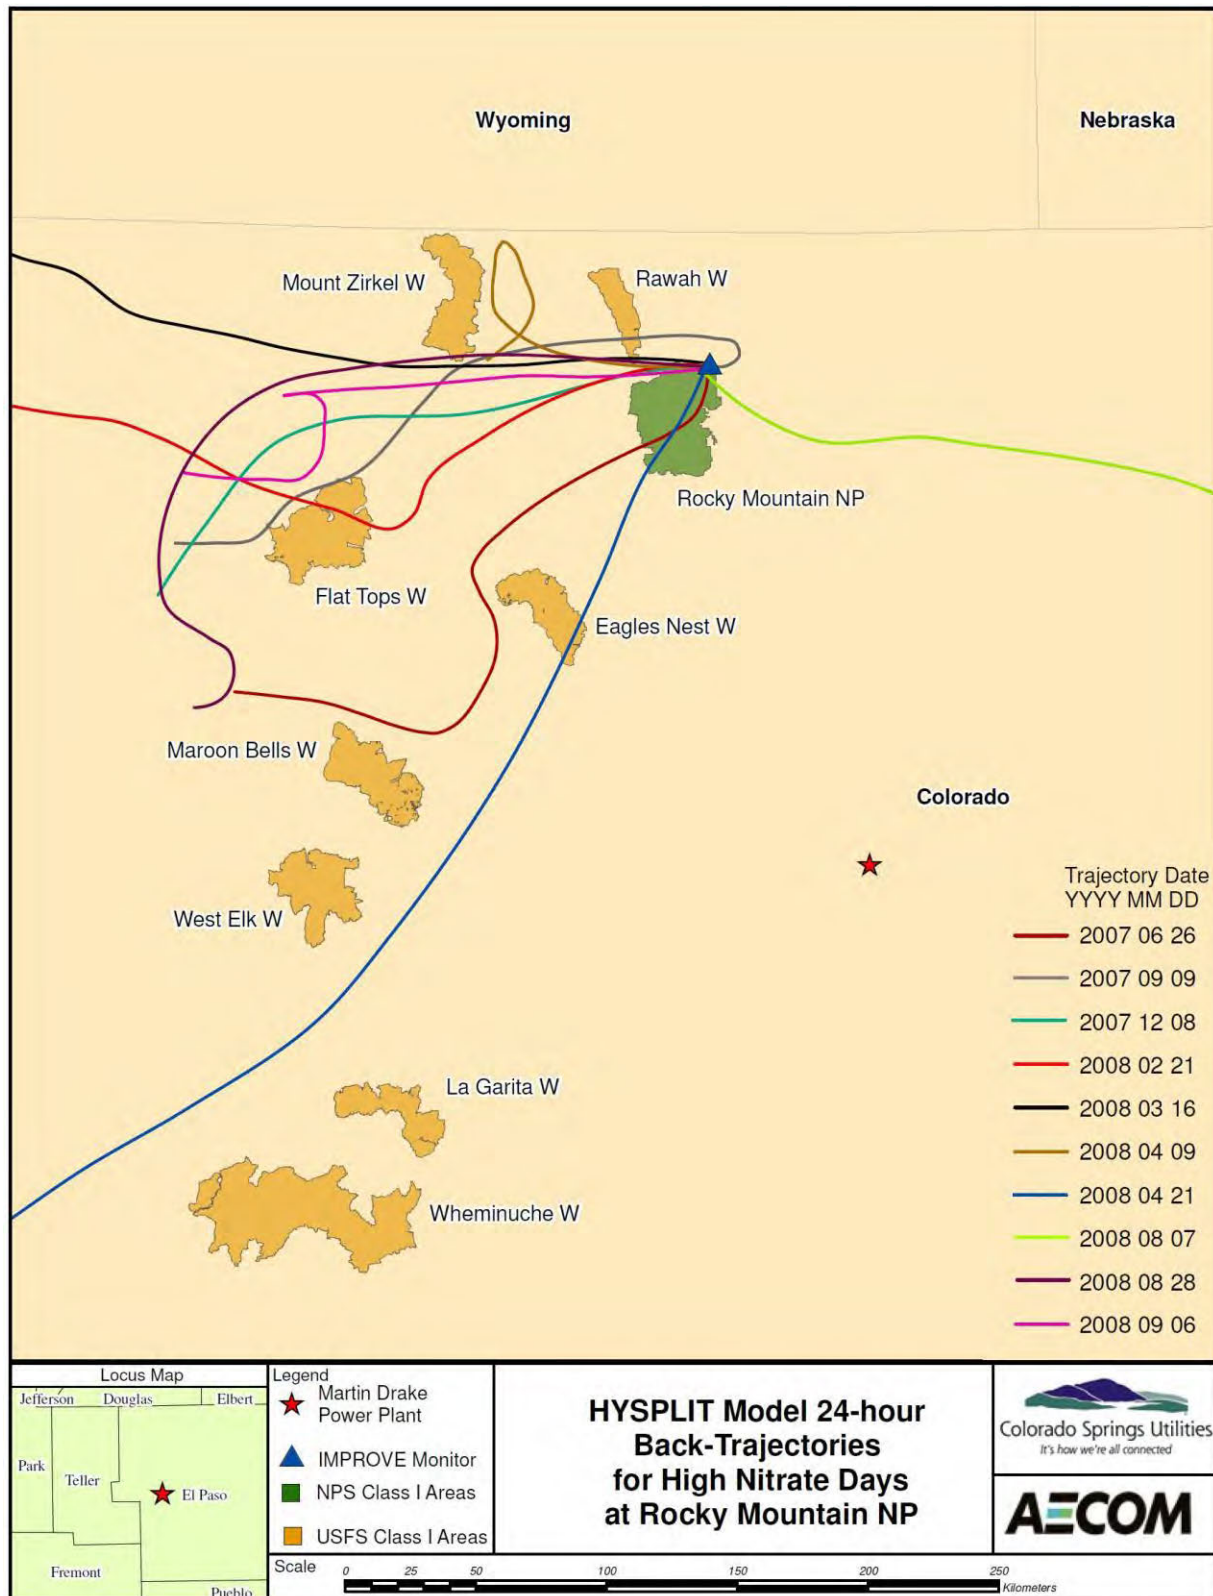 Wyoming
Nebraska
Mount Zirkel W
Rawah W
Rocky Mountain NP
Flat Tops W
Eagles Nest W
Maroon Bells W
Colorado
West Elk W
La Garita W
Wheminuche W
Trajectory Date
YYYY MM DD
2007 06 26
2007 09 09
2007 12 08
2008 02 21
2008 03 16
2008 04 09
2008 04 21
2008 08 07
2008 08 28
2008 09 06
Locus Map
Jefferson
Douglas
Elbert
Park
Teller
El Paso
Fremont
Pueblo
Legend
Martin Drake
Power Plant
IMPROVE Monitor
NPS Class I Areas
USFS Class I Areas
HYSPLIT Model 24-hour
Back-Trajectories
for High Nitrate Days
at Rocky Mountain NP
Colorado Springs Utilities
It's how we're all connected
AECOM
Scale
0 25 50 100 150 200 250
Kilometers